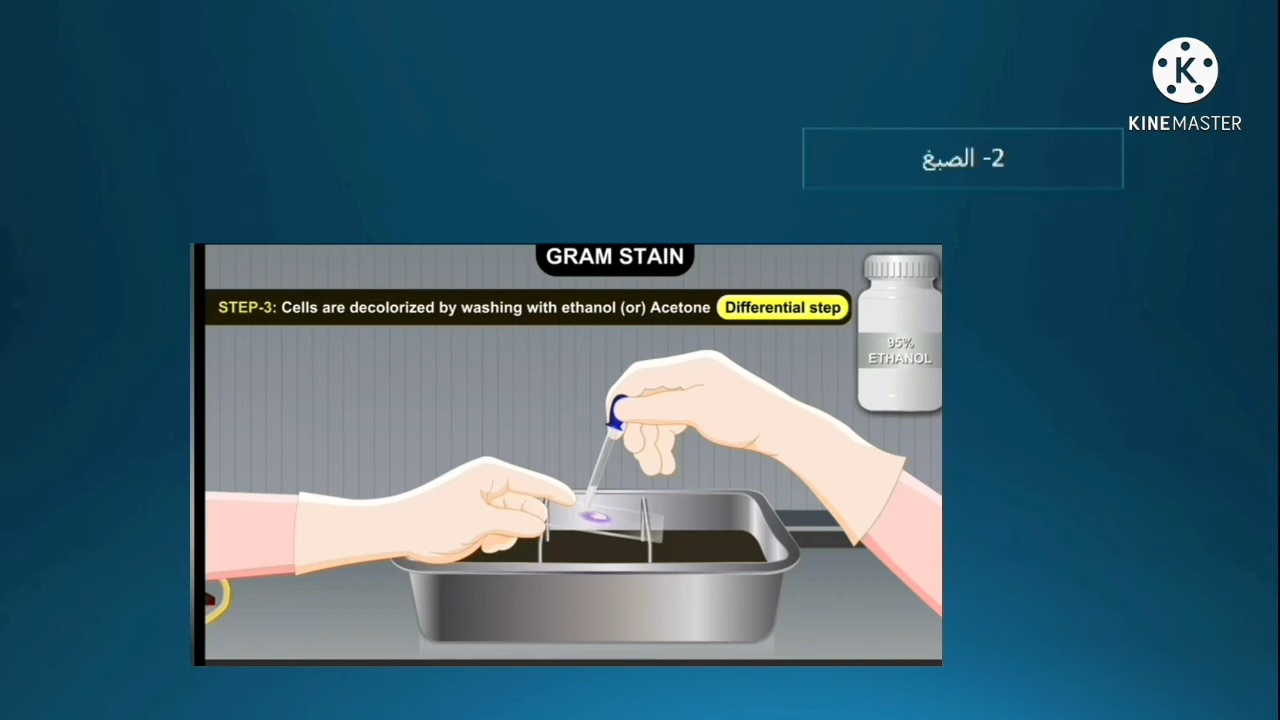 KINEMASTER
2- الصبغ
GRAM STAIN
STEP-3: Cells are decolorized by washing with ethanol (or) Acetone Differential step
95%
ETHANOL